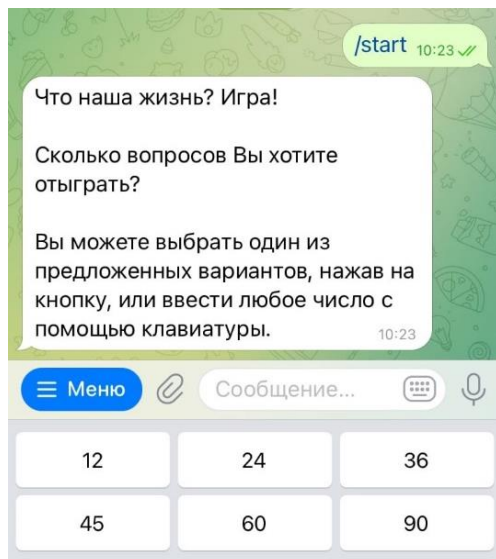 /start 10:23
Что наша жизнь? Игра!
Сколько вопросов Вы хотите
отыграть?
Вы можете выбрать один из
предложенных вариантов, нажав на
кнопку, или ввести любое число с
помощью клавиатуры. 10:23
Меню Сообщение...
12 24 36
45 60 90